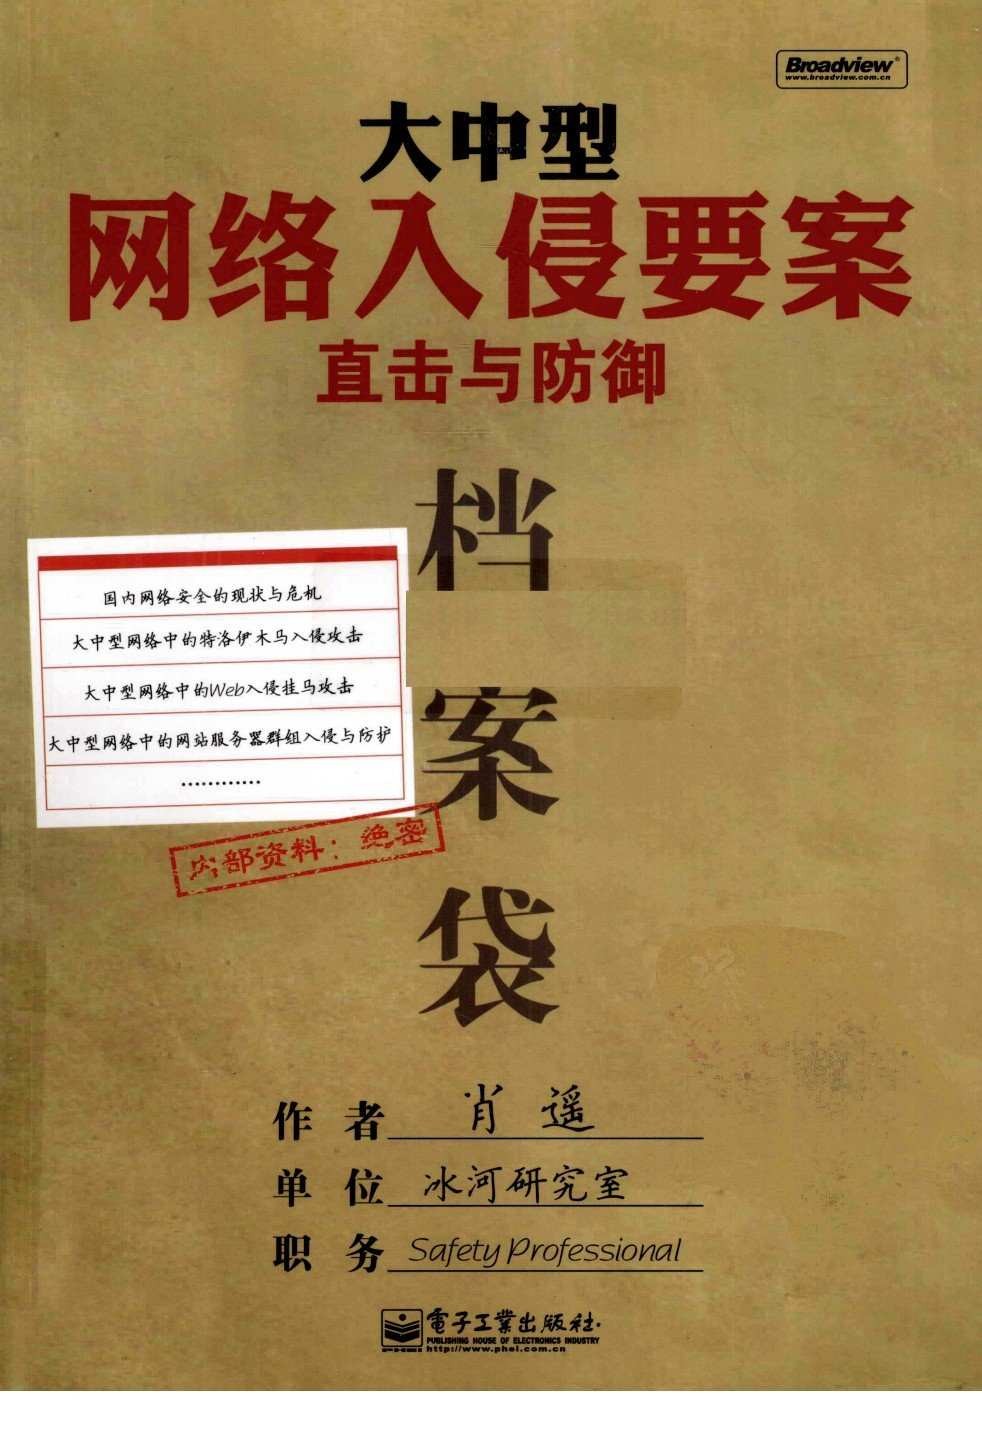 Broadview®
www.broadview.com.cn
大中型
网络入侵要案
直击与防御
档
案
袋
国内网络安全的现状与危机
大中型网络中的特洛伊木马入侵攻击
大中型网络中的Web入侵挂马攻击
大中型网络中的网站服务器群组入侵与防护
…………
内部资料：绝密
作 者 肖 遥
单 位 冰河研究室
职 务 Safety Professional
電子工業出版社·
PUBLISHING HOUSE OF ELECTRONICS INDUSTRY
http://www.phei.com.cn